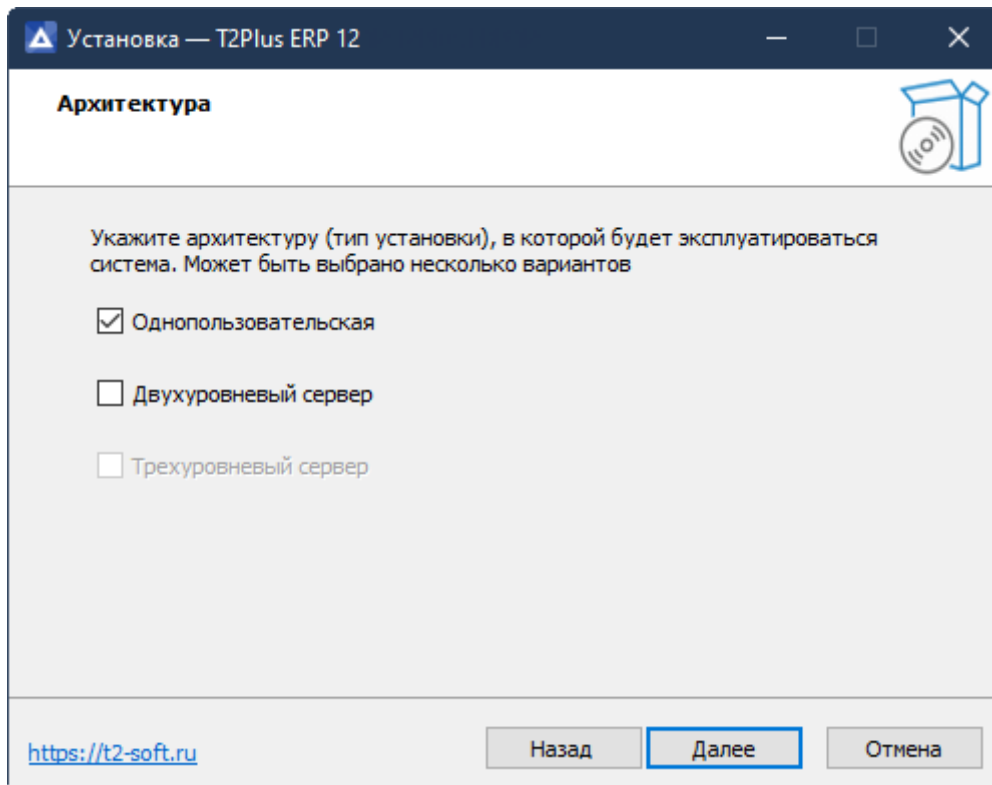 Установка — T2Plus ERP 12
Архитектура
Укажите архитектуру (тип установки), в которой будет эксплуатироваться
система. Может быть выбрано несколько вариантов
Однопользовательская
Двухуровневый сервер
Трехуровневый сервер
https://t2-soft.ru
Назад
Далее
Отмена